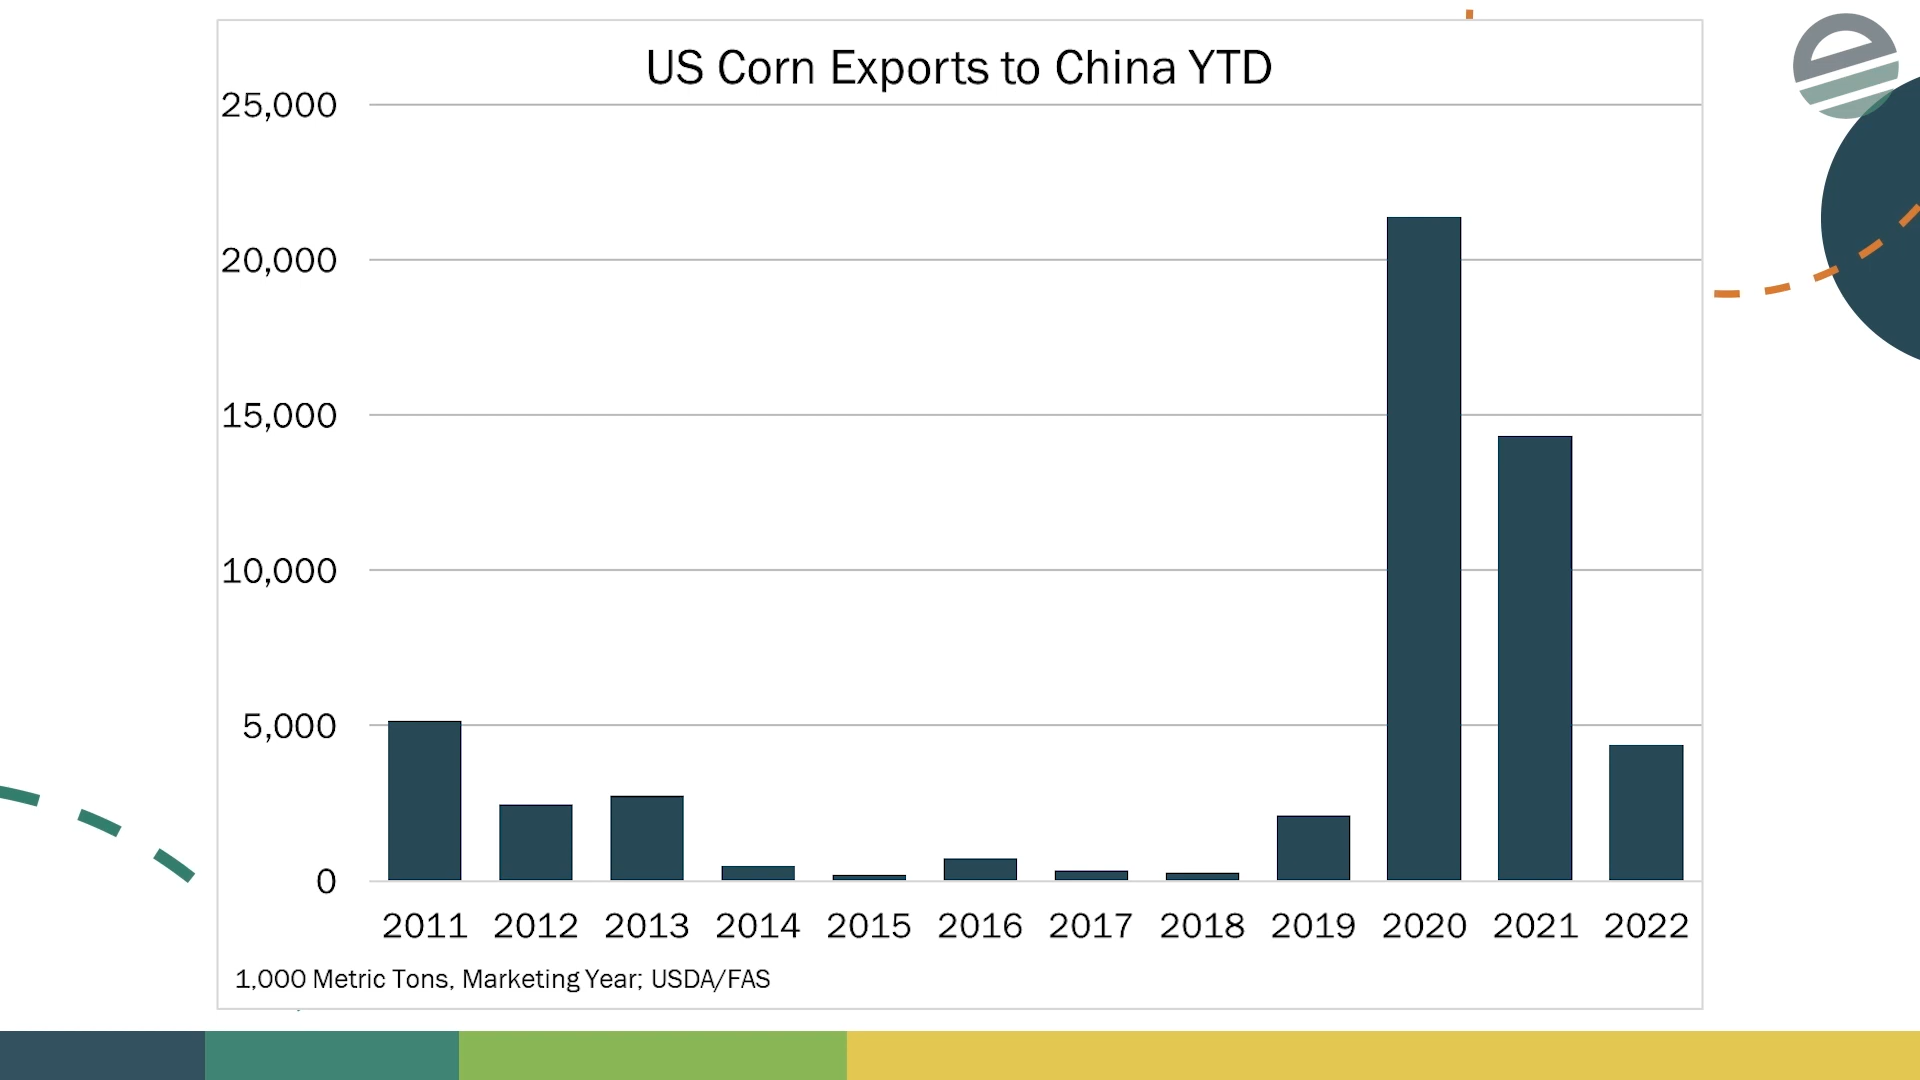 US Corn Exports to China YTD
25,000
20,000
15,000
10,000
5,000
0
2011 2012 2013 2014 2015 2016 2017 2018 2019 2020 2021 2022
1,000 Metric Tons, Marketing Year; USDA/FAS